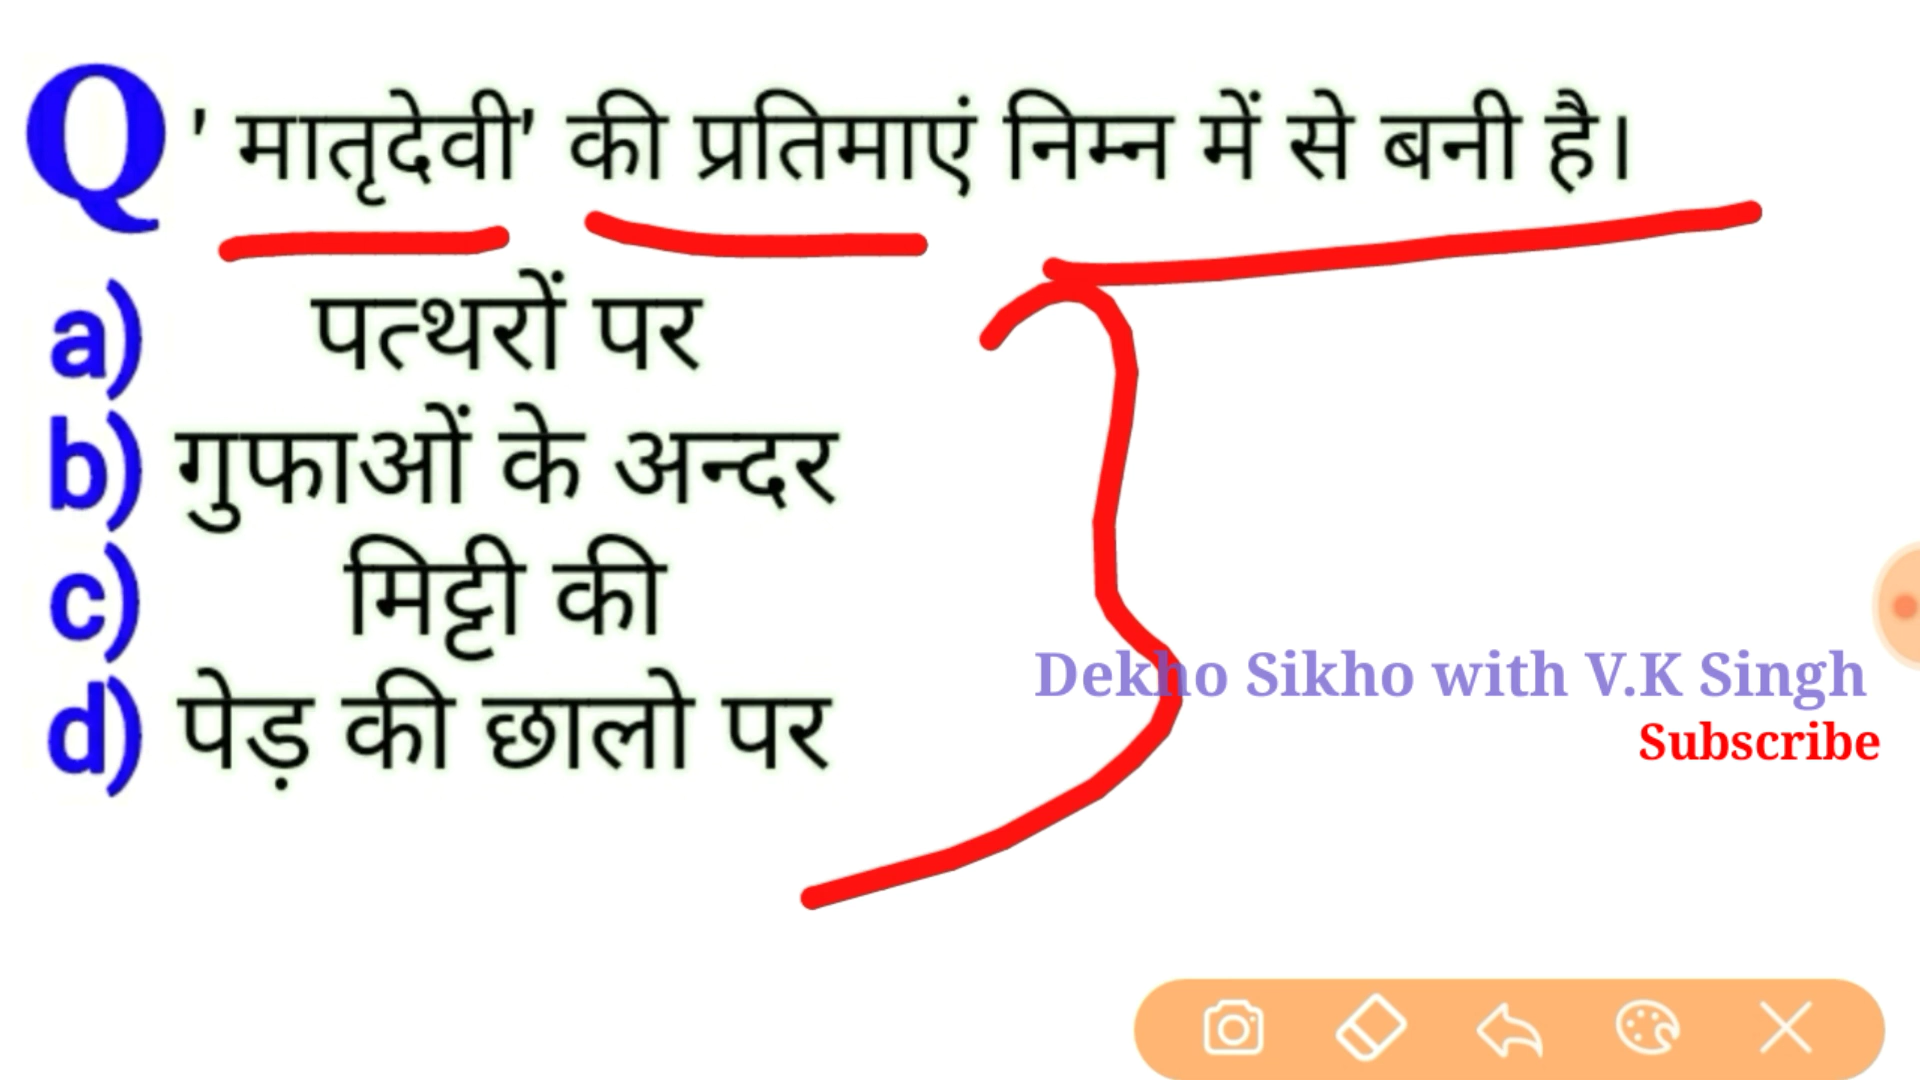 Q ' मातृदेवी' की प्रतिमाएं निम्न में से बनी है।
a) पत्थरों पर
b) गुफाओं के अन्दर
c) मिट्टी की
d) पेड़ की छालो पर
Dekho Sikho with V.K Singh
Subscribe